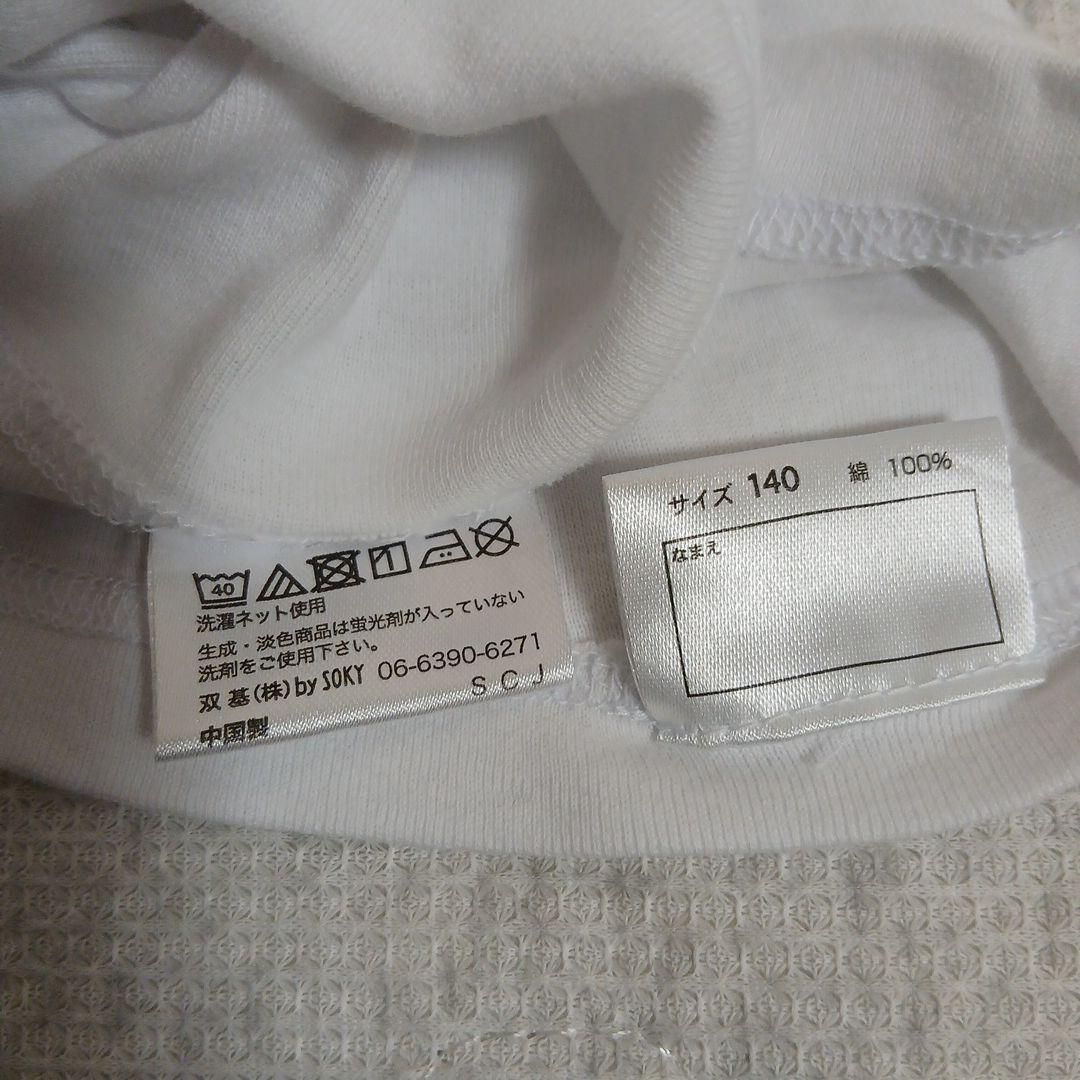 40
洗濯ネット使用
生成・淡色商品は蛍光剤が入っていない
洗剤をご使用下さい。
双基(株)by SOKY 06-6390-6271
S C J
中国製
サイズ 140 綿 100%
なまえ